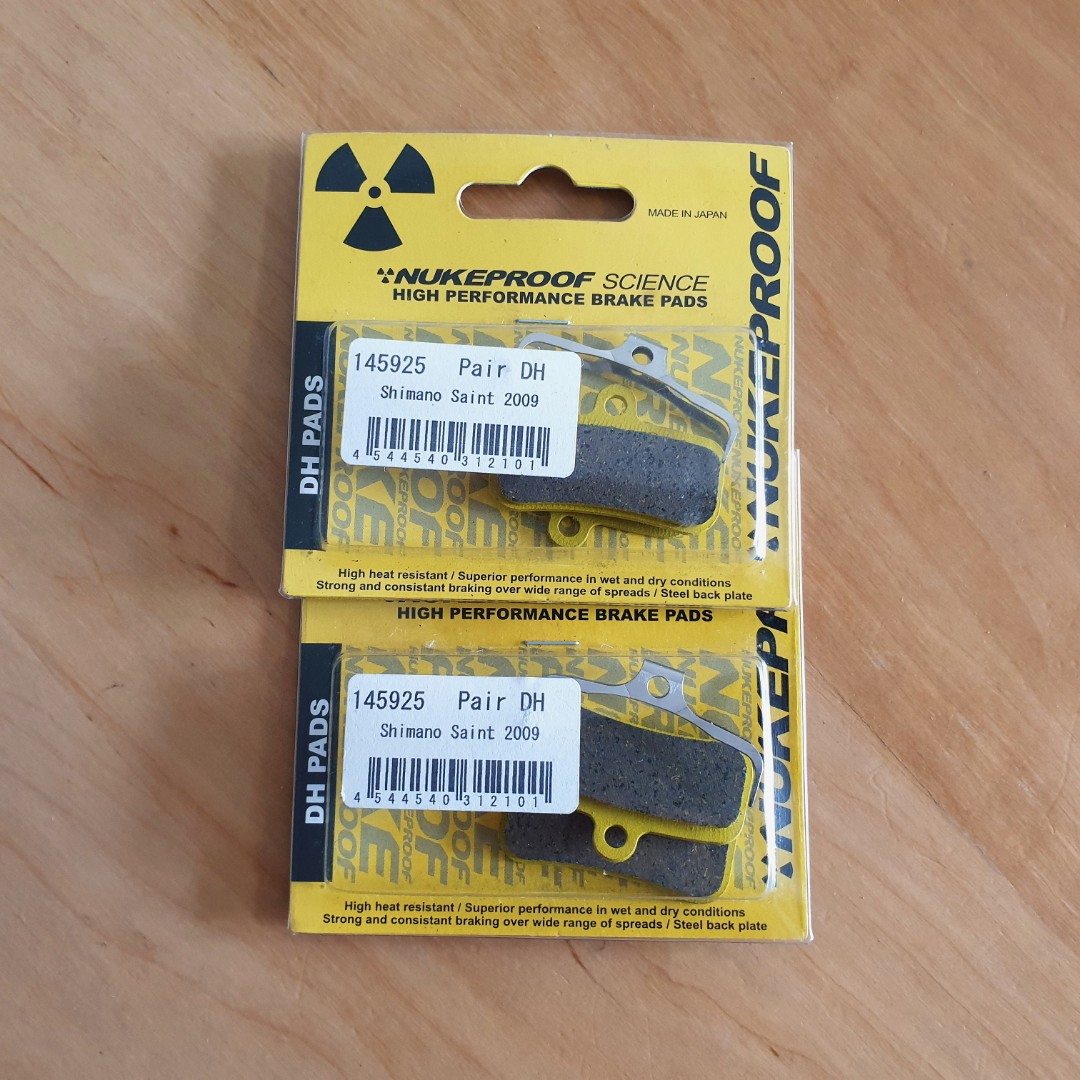 MADE IN JAPAN
NUKEPROOF SCIENCE
HIGH PERFORMANCE BRAKE PADS
NUKEPROOF
DH PADS
145925 Pair DH
Shimano Saint 2009
4 544540 312101
High heat resistant / Superior performance in wet and dry conditions
Strong and consistant braking over wide range of spreads / Steel back plate
HIGH PERFORMANCE BRAKE PADS
DH PADS
145925 Pair DH
Shimano Saint 2009
4 544540 312101
High heat resistant / Superior performance in wet and dry conditions
Strong and consistant braking over wide range of spreads / Steel back plate